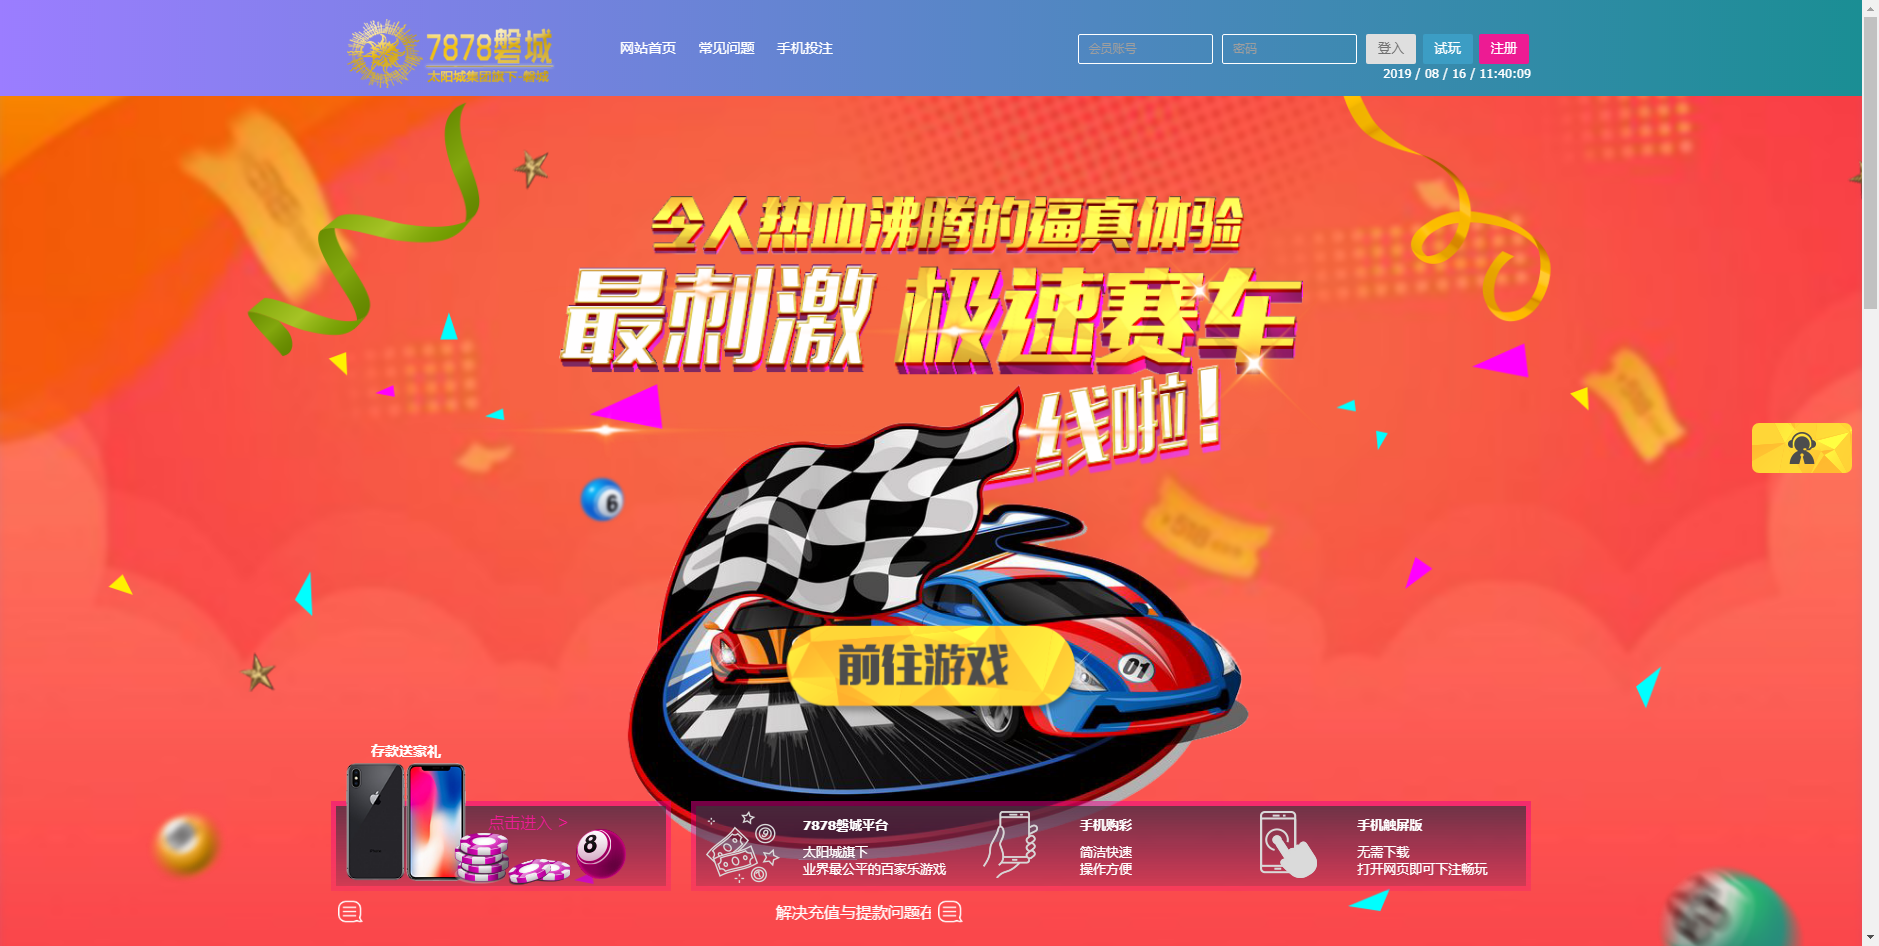 7878磐城
太阳城集团旗下-磐城
网站首页 常见问题 手机投注
会员账号 密码 登入 试玩 注册
2019 / 08 / 16 / 11:40:09
令人热血沸腾的逼真体验
最刺激 极速赛车
线啦!
6
01
前往游戏
存款送豪礼
点击进入 >
8
7878磐城平台
太阳城旗下
业界最公平的百家乐游戏
手机购彩
简洁快速
操作方便
手机触屏版
无需下载
打开网页即可下注畅玩
解决充值与提款问题在